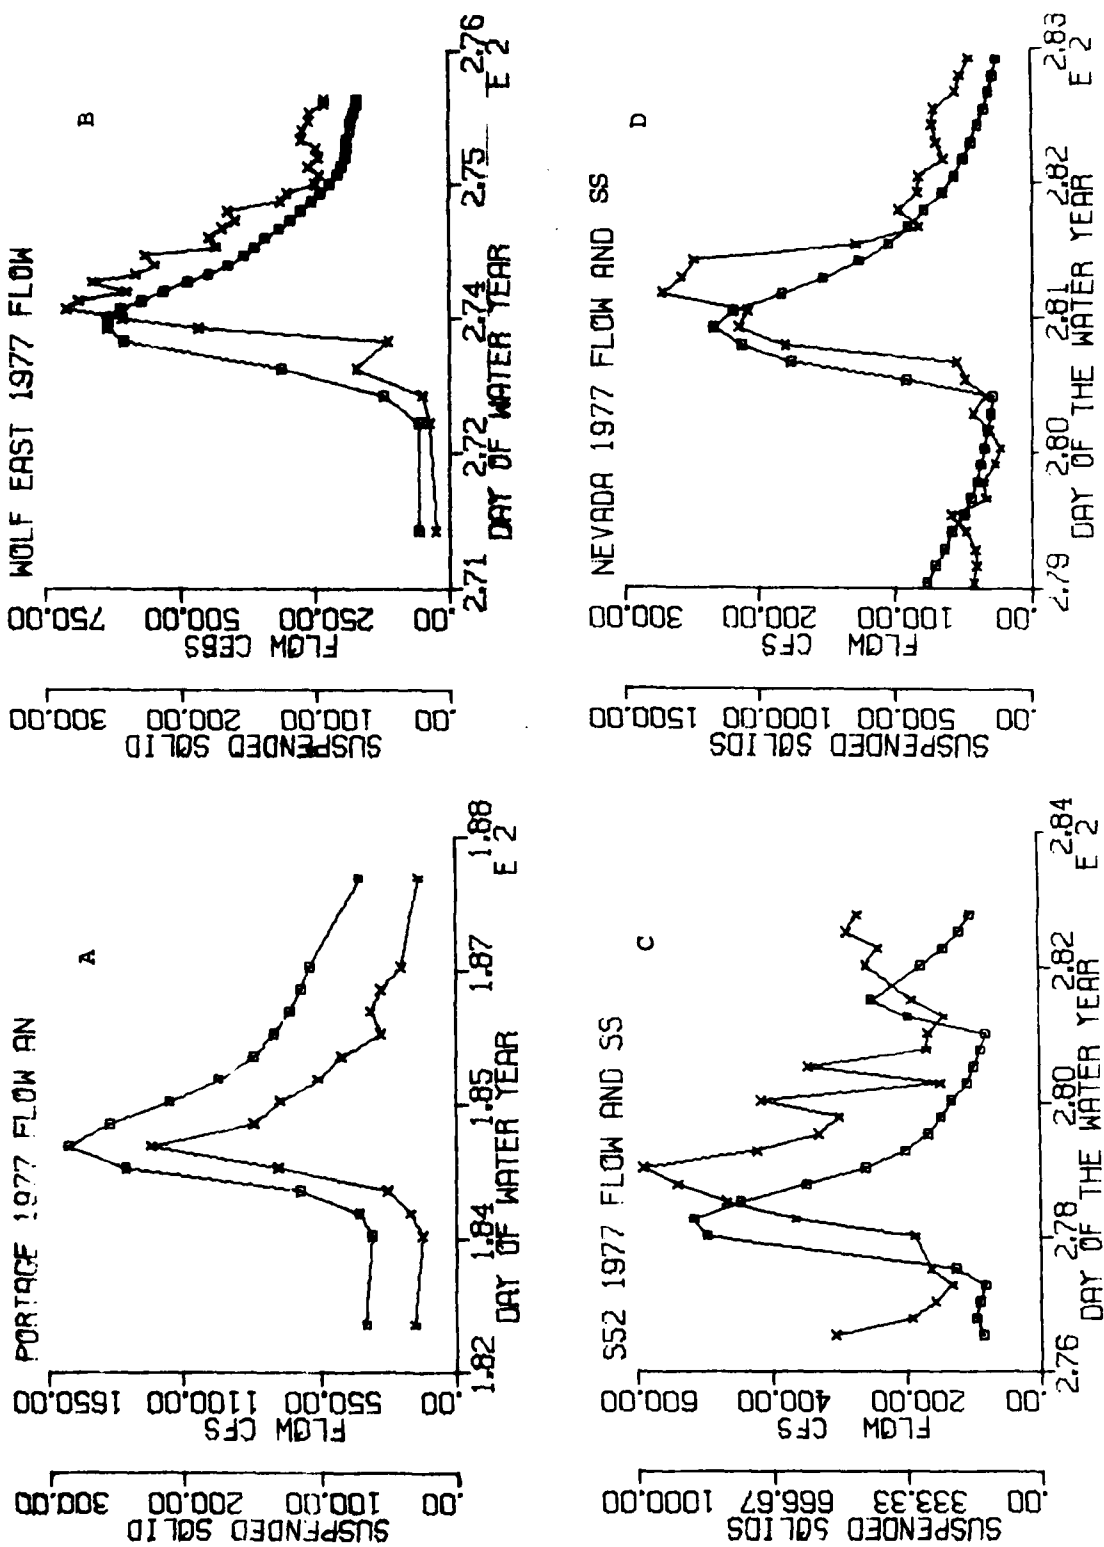 PORTAGE 1977 FLOW AN
A
SUSPENDED SOLID
300.00
200.00
100.00
.00
FLOW CFS
1650.00
1100.00
550.00
.00
1.82
1.84
1.85
1.87
1.88
DAY OF WATER YEAR
E 2
WOLF EAST 1977 FLOW
B
SUSPENDED SOLID
300.00
200.00
100.00
.00
FLOW CEBS
750.00
500.00
250.00
.00
2.71
2.72
2.74
2.75
2.76
DAY OF WATER YEAR
E 2
SS2 1977 FLOW AND SS
C
SUSPENDED SOLIDS
1000.00
666.67
333.33
.00
FLOW CFS
600.00
400.00
200.00
.00
2.76
2.78
2.80
2.82
2.84
DAY OF THE WATER YEAR
E 2
NEVADA 1977 FLOW AND SS
D
SUSPENDED SOLIDS
1500.00
1000.00
500.00
.00
FLOW CFS
300.00
200.00
100.00
.00
2.79
2.80
2.81
2.82
2.83
DAY OF THE WATER YEAR
E 2